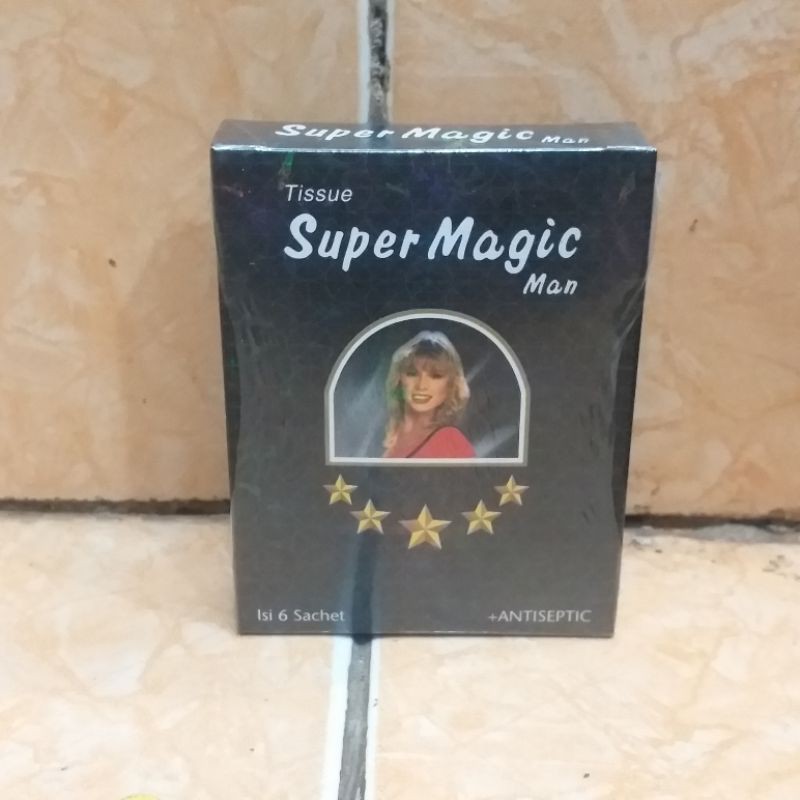 Super Magic Man
Tissue
Super Magic
Man
Isi 6 Sachet
+ANTISEPTIC